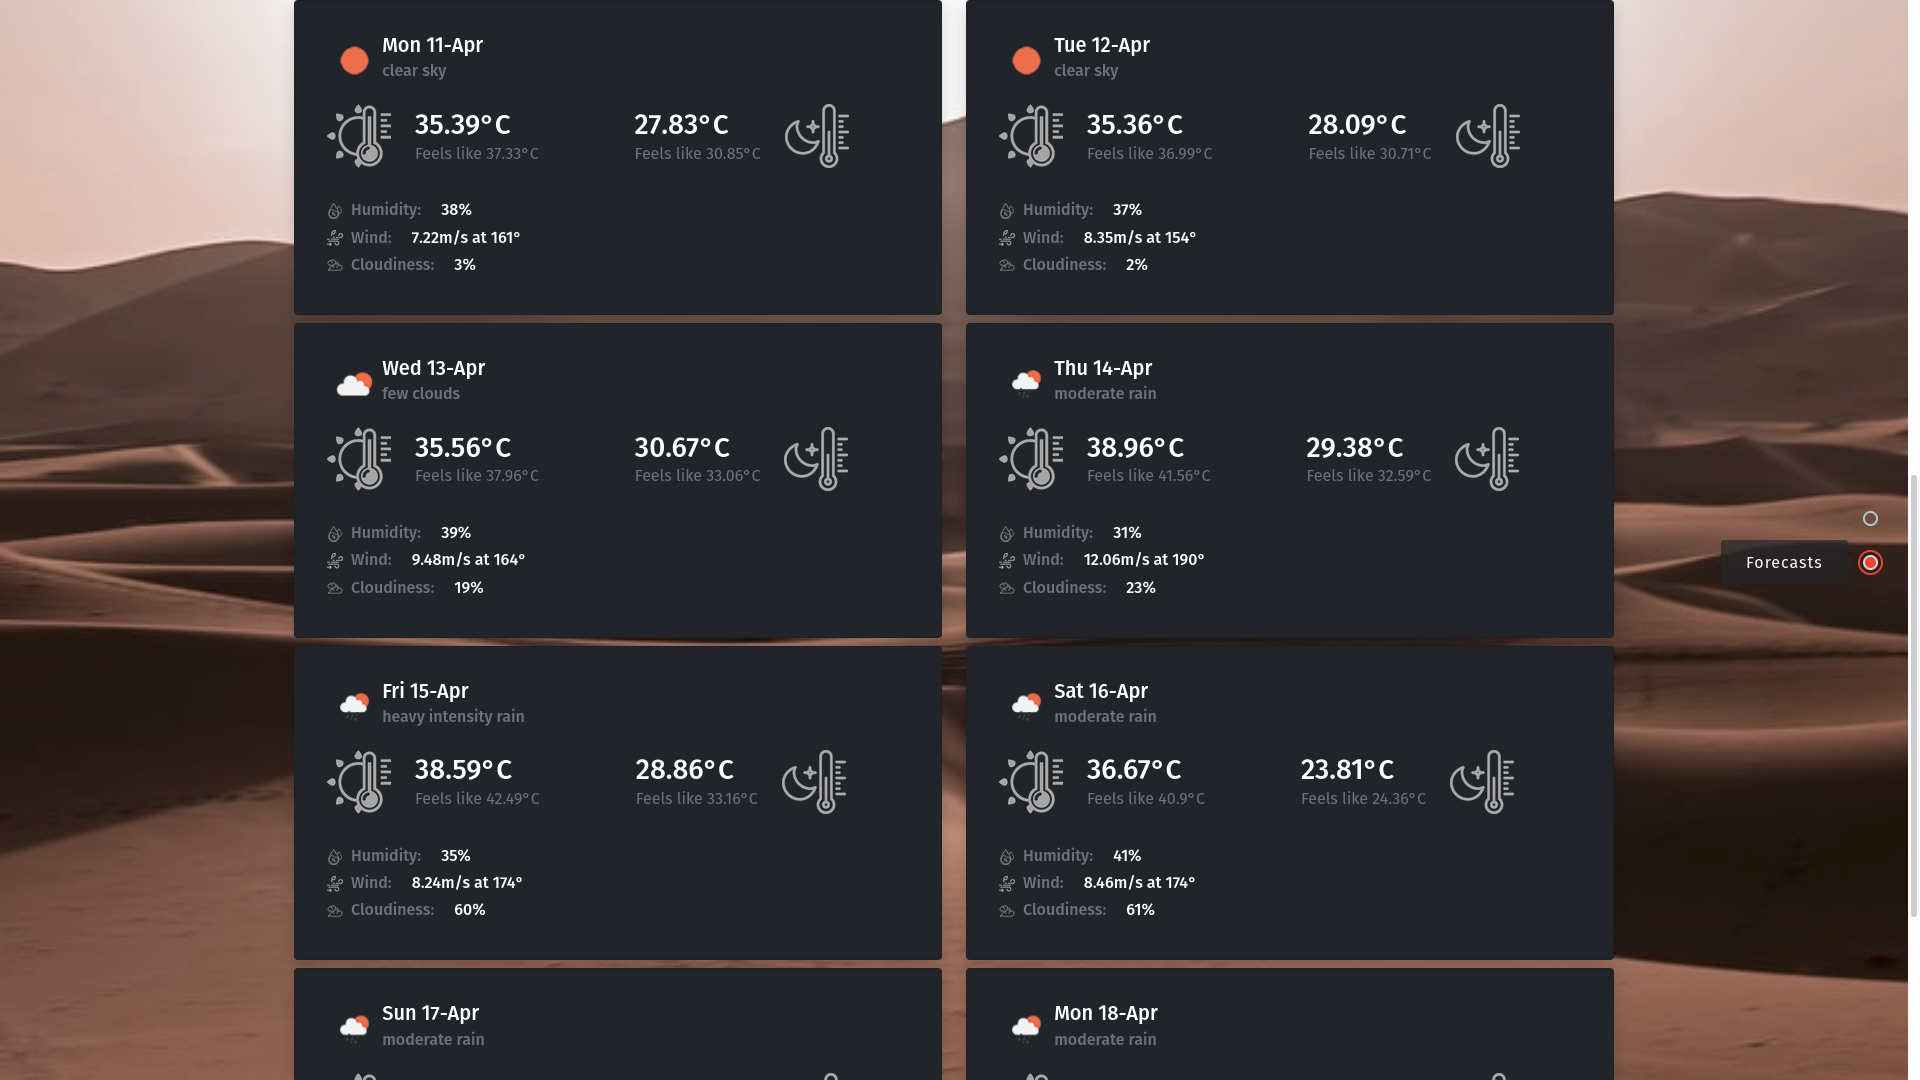 Mon 11-Apr
clear sky
35.39°C
Feels like 37.33°C
27.83°C
Feels like 30.85°C
Humidity: 38%
Wind: 7.22m/s at 161°
Cloudiness: 3%
Tue 12-Apr
clear sky
35.36°C
Feels like 36.99°C
28.09°C
Feels like 30.71°C
Humidity: 37%
Wind: 8.35m/s at 154°
Cloudiness: 2%
Wed 13-Apr
few clouds
35.56°C
Feels like 37.96°C
30.67°C
Feels like 33.06°C
Humidity: 39%
Wind: 9.48m/s at 164°
Cloudiness: 19%
Thu 14-Apr
moderate rain
38.96°C
Feels like 41.56°C
29.38°C
Feels like 32.59°C
Humidity: 31%
Wind: 12.06m/s at 190°
Cloudiness: 23%
Forecasts
Fri 15-Apr
heavy intensity rain
38.59°C
Feels like 42.49°C
28.86°C
Feels like 33.16°C
Humidity: 35%
Wind: 8.24m/s at 174°
Cloudiness: 60%
Sat 16-Apr
moderate rain
36.67°C
Feels like 40.9°C
23.81°C
Feels like 24.36°C
Humidity: 41%
Wind: 8.46m/s at 174°
Cloudiness: 61%
Sun 17-Apr
moderate rain
Mon 18-Apr
moderate rain